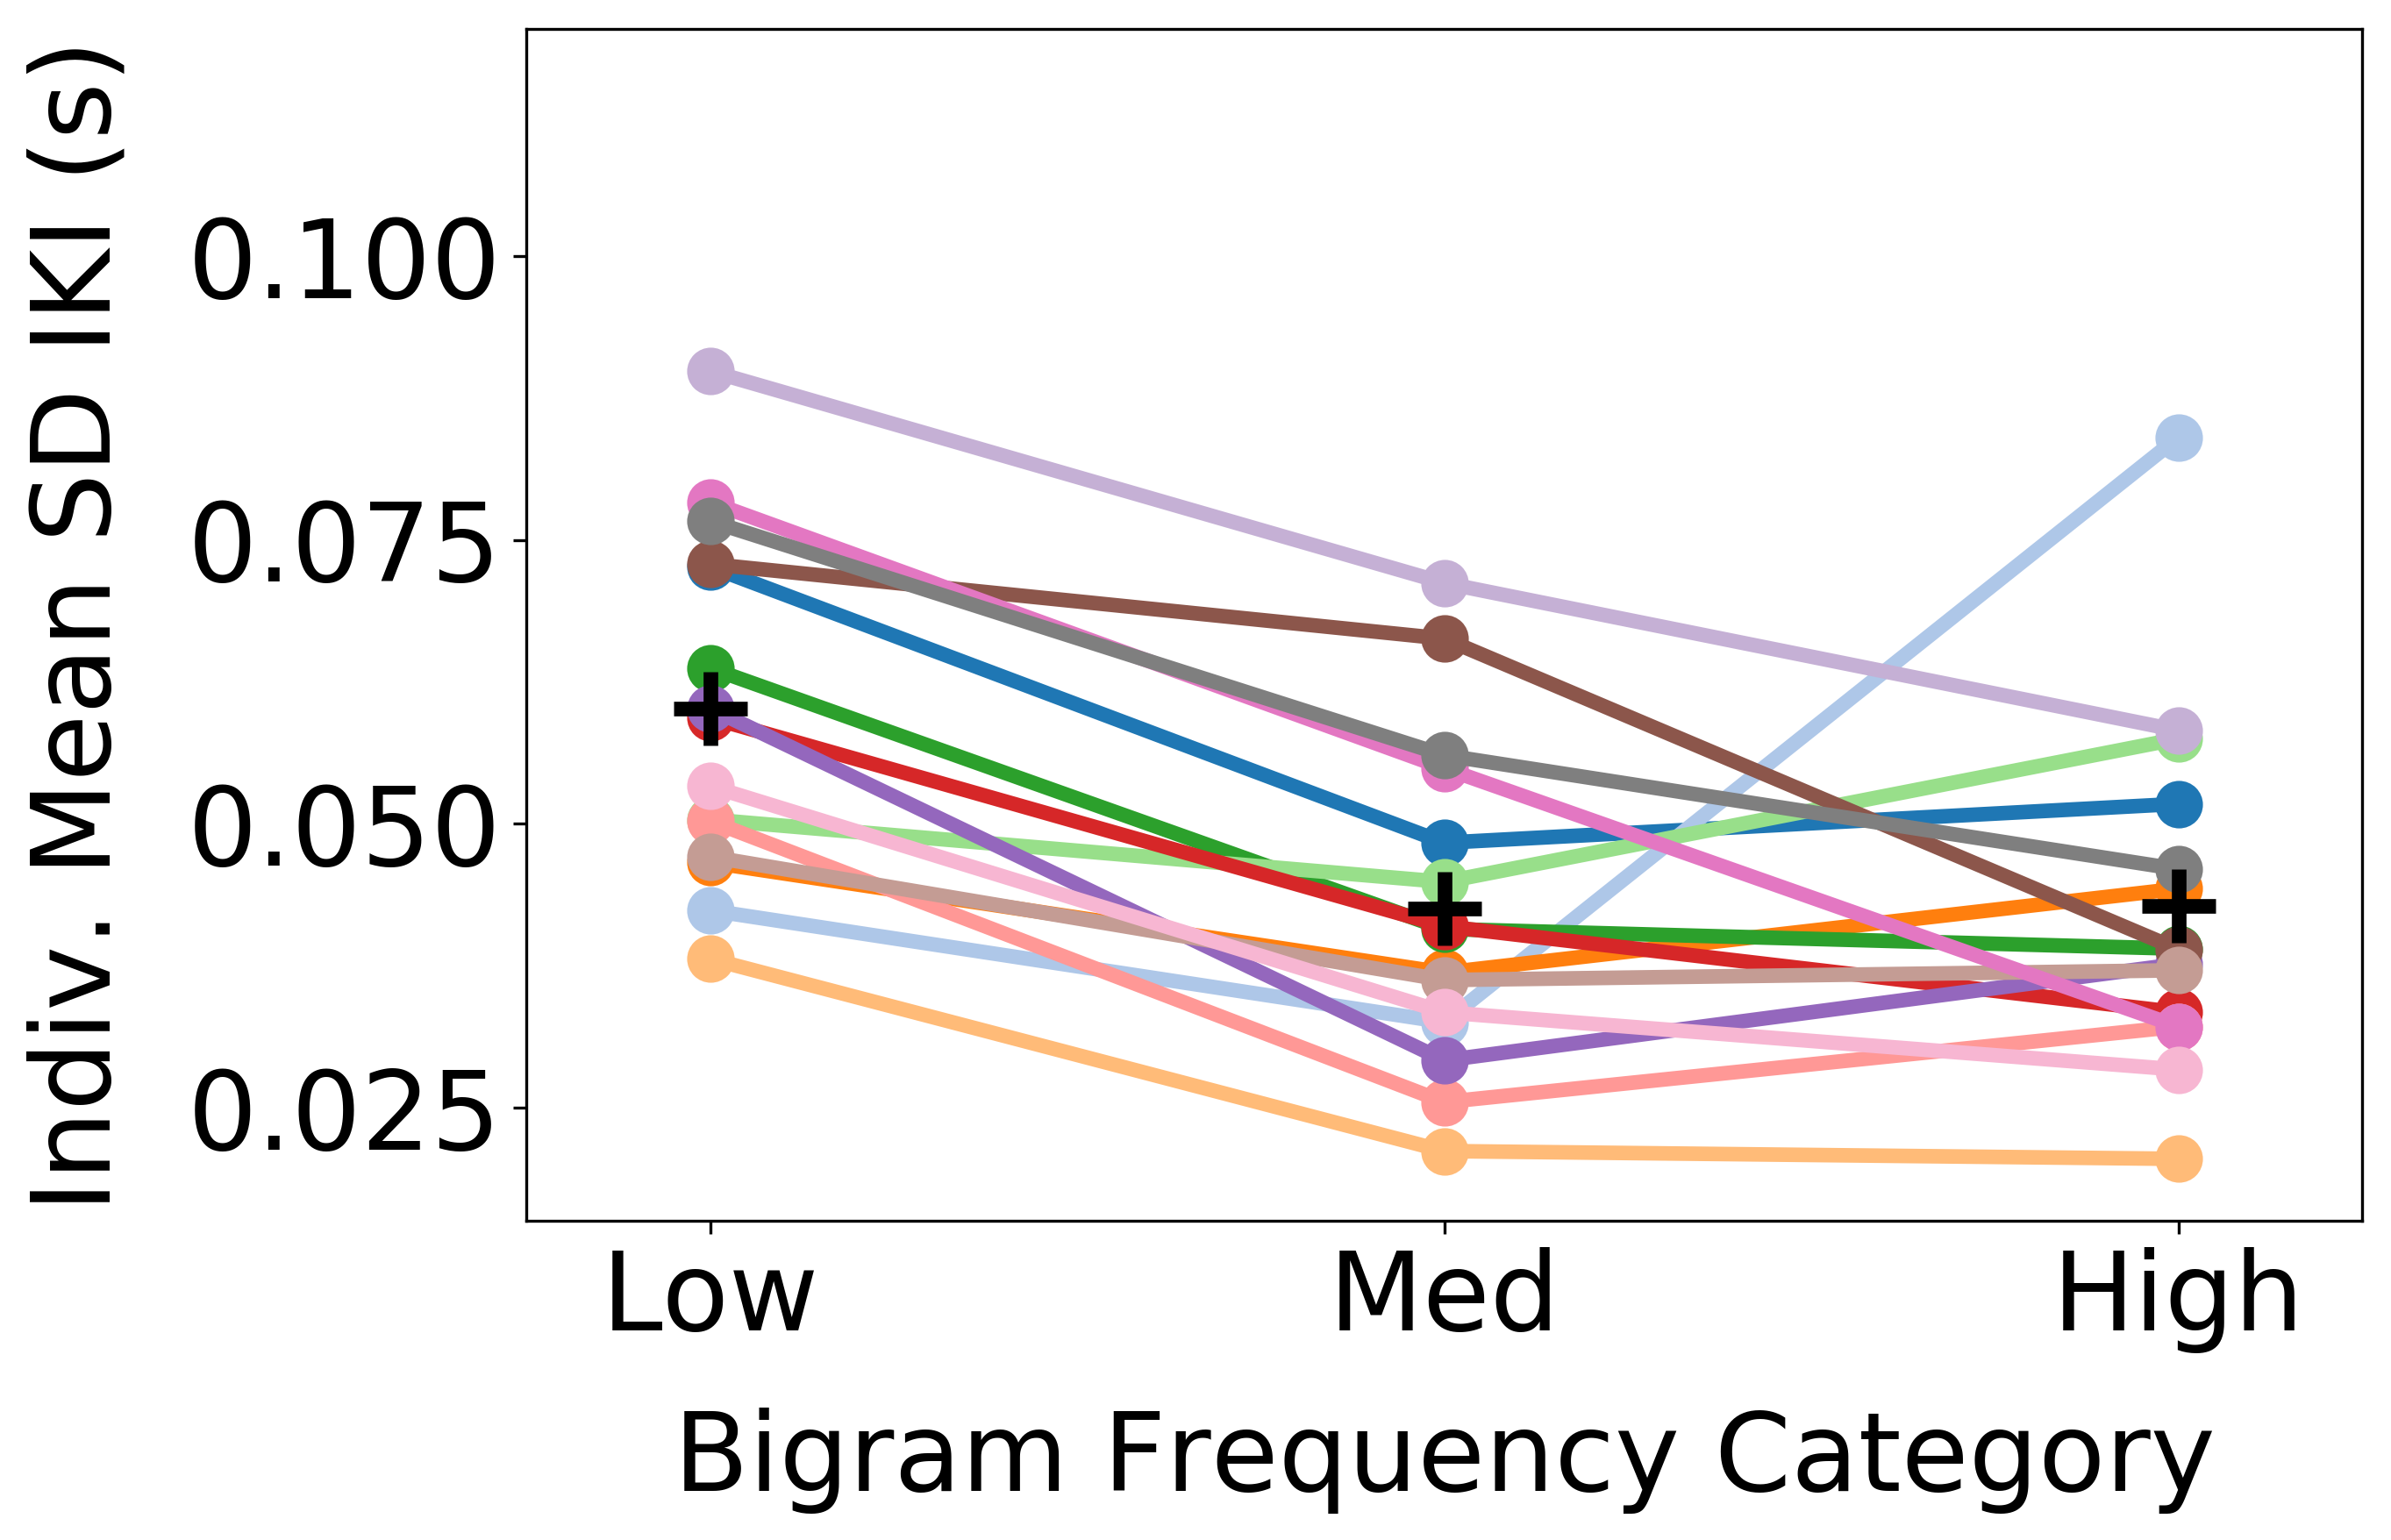 Indiv. Mean SD IKI (s)
0.100
0.075
0.050
0.025
Low Med High
Bigram Frequency Category